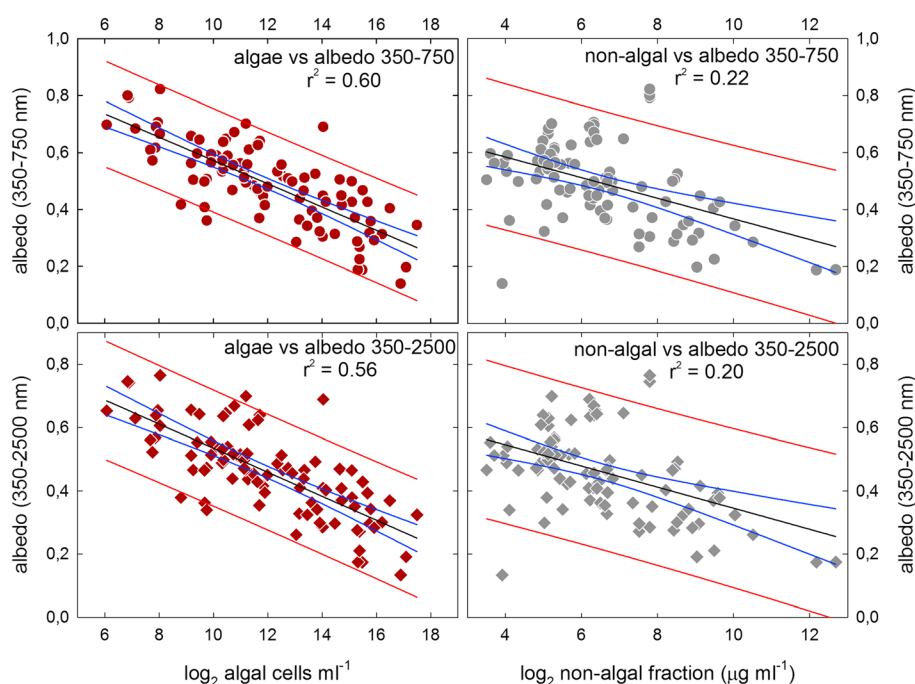 6 8 10 12 14 16 18
4 6 8 10 12
1,0
0,8
0,6
0,4
0,2
0,0
albedo (350-750 nm)
algae vs albedo 350-750
r² = 0.60
non-algal vs albedo 350-750
r² = 0.22
1,0
0,8
0,6
0,4
0,2
0,0
albedo (350-750 nm)
0,8
0,6
0,4
0,2
0,0
albedo (350-2500 nm)
algae vs albedo 350-2500
r² = 0.56
non-algal vs albedo 350-2500
r² = 0.20
0,8
0,6
0,4
0,2
0,0
albedo (350-2500 nm)
6 8 10 12 14 16 18
4 6 8 10 12
log₂ algal cells ml⁻¹
log₂ non-algal fraction (µg ml⁻¹)